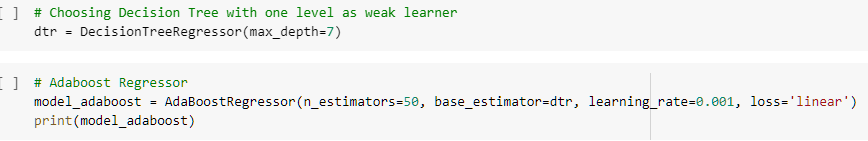 [ ] # Choosing Decision Tree with one level as weak learner
dtr = DecisionTreeRegressor(max_depth=7)
[ ] # Adaboost Regressor
model_adaboost = AdaBoostRegressor(n_estimators=50, base_estimator=dtr, learning_rate=0.001, loss='linear')
print(model_adaboost)